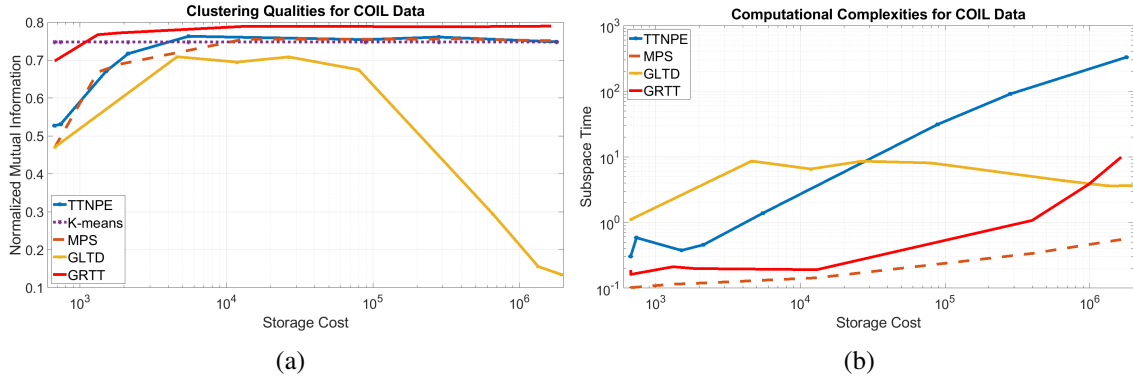 Clustering Qualities for COIL Data
Normalized Mutual Information
0.8
0.7
0.6
0.5
0.4
0.3
0.2
0.1
TTNPE
K-means
MPS
GLTD
GRTT
10^3
10^4
10^5
10^6
Storage Cost
(a)
Computational Complexities for COIL Data
Subspace Time
10^3
10^2
10^1
10^0
10^-1
TTNPE
MPS
GLTD
GRTT
10^3
10^4
10^5
10^6
Storage Cost
(b)